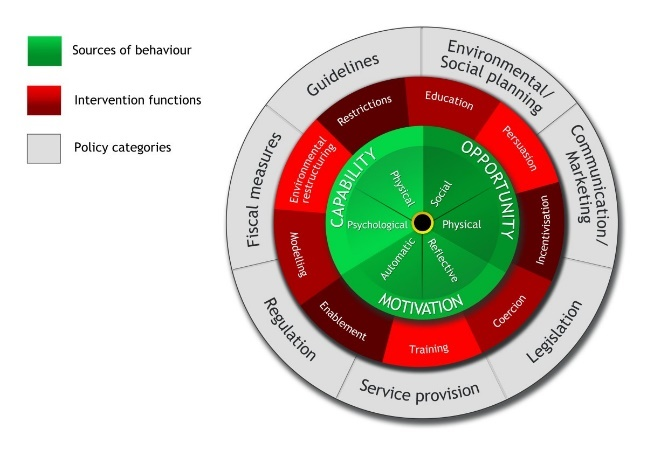 Sources of behaviour
Intervention functions
Policy categories
Guidelines
Environmental/
Social planning
Communication/
Marketing
Legislation
Service provision
Regulation
Fiscal measures
Restrictions
Education
Persuasion
Incentivisation
Coercion
Training
Enablement
Modelling
Environmental
restructuring
CAPABILITY
OPPORTUNITY
MOTIVATION
Physical
Social
Psychological
Physical
Automatic
Reflective